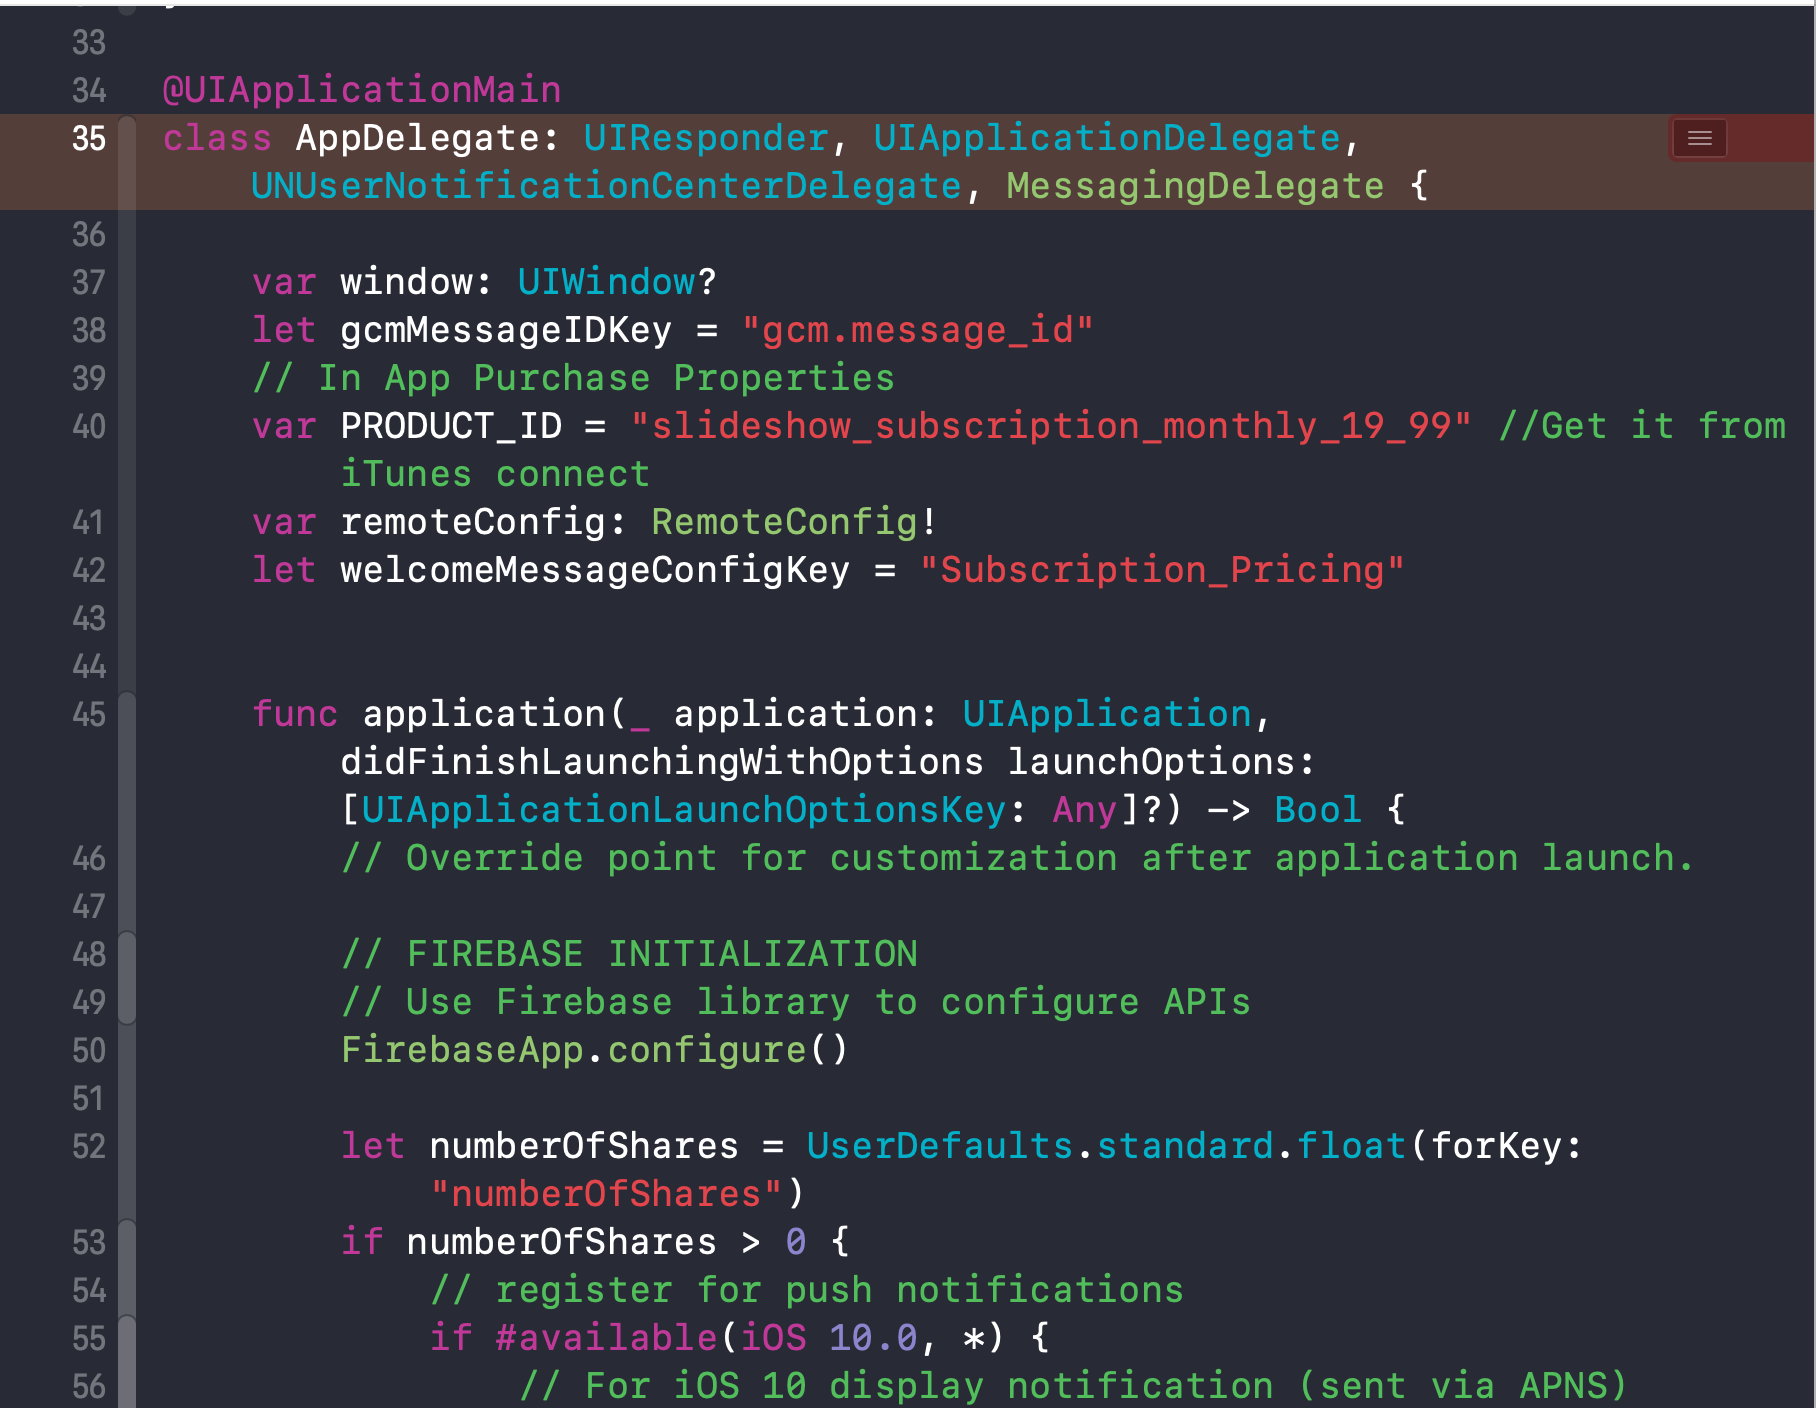 33
34 @UIApplicationMain
35 class AppDelegate: UIResponder, UIApplicationDelegate,
UNUserNotificationCenterDelegate, MessagingDelegate {
36
37 var window: UIWindow?
38 let gcmMessageIDKey = "gcm.message_id"
39 // In App Purchase Properties
40 var PRODUCT_ID = "slideshow_subscription_monthly_19_99" //Get it from
iTunes connect
41 var remoteConfig: RemoteConfig!
42 let welcomeMessageConfigKey = "Subscription_Pricing"
43
44
45 func application(_ application: UIApplication,
didFinishLaunchingWithOptions launchOptions:
[UIApplicationLaunchOptionsKey: Any]?) -> Bool {
46 // Override point for customization after application launch.
47
48 // FIREBASE INITIALIZATION
49 // Use Firebase library to configure APIs
50 FirebaseApp.configure()
51
52 let numberOfShares = UserDefaults.standard.float(forKey:
"numberOfShares")
53 if numberOfShares > 0 {
54 // register for push notifications
55 if #available(iOS 10.0, *) {
56 // For iOS 10 display notification (sent via APNS)